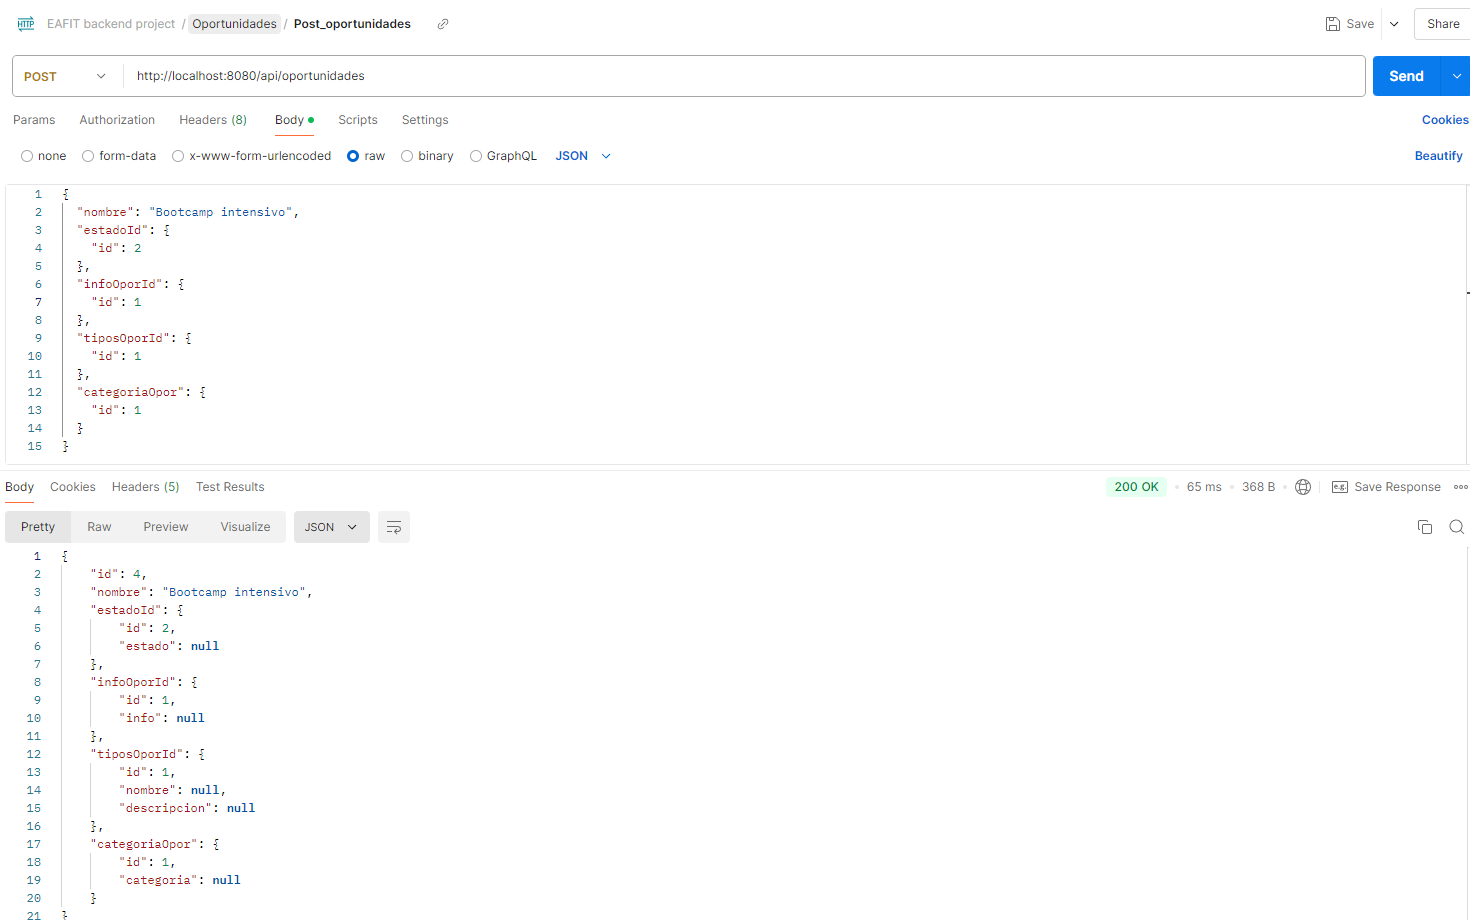 HTTP EAFIT backend project / Oportunidades / Post_oportunidades Save Share
POST http://localhost:8080/api/oportunidades Send
Params Authorization Headers (8) Body Scripts Settings Cookies
none form-data x-www-form-urlencoded raw binary GraphQL JSON Beautify
1 {
2 "nombre": "Bootcamp intensivo",
3 "estadoId": {
4 "id": 2
5 },
6 "infoOporId": {
7 "id": 1
8 },
9 "tiposOporId": {
10 "id": 1
11 },
12 "categoriaOpor": {
13 "id": 1
14 }
15 }
Body Cookies Headers (5) Test Results 200 OK 65 ms 368 B e.g. Save Response
Pretty Raw Preview Visualize JSON
1 {
2 "id": 4,
3 "nombre": "Bootcamp intensivo",
4 "estadoId": {
5 "id": 2,
6 "estado": null
7 },
8 "infoOporId": {
9 "id": 1,
10 "info": null
11 },
12 "tiposOporId": {
13 "id": 1,
14 "nombre": null,
15 "descripcion": null
16 },
17 "categoriaOpor": {
18 "id": 1,
19 "categoria": null
20 }
21 }